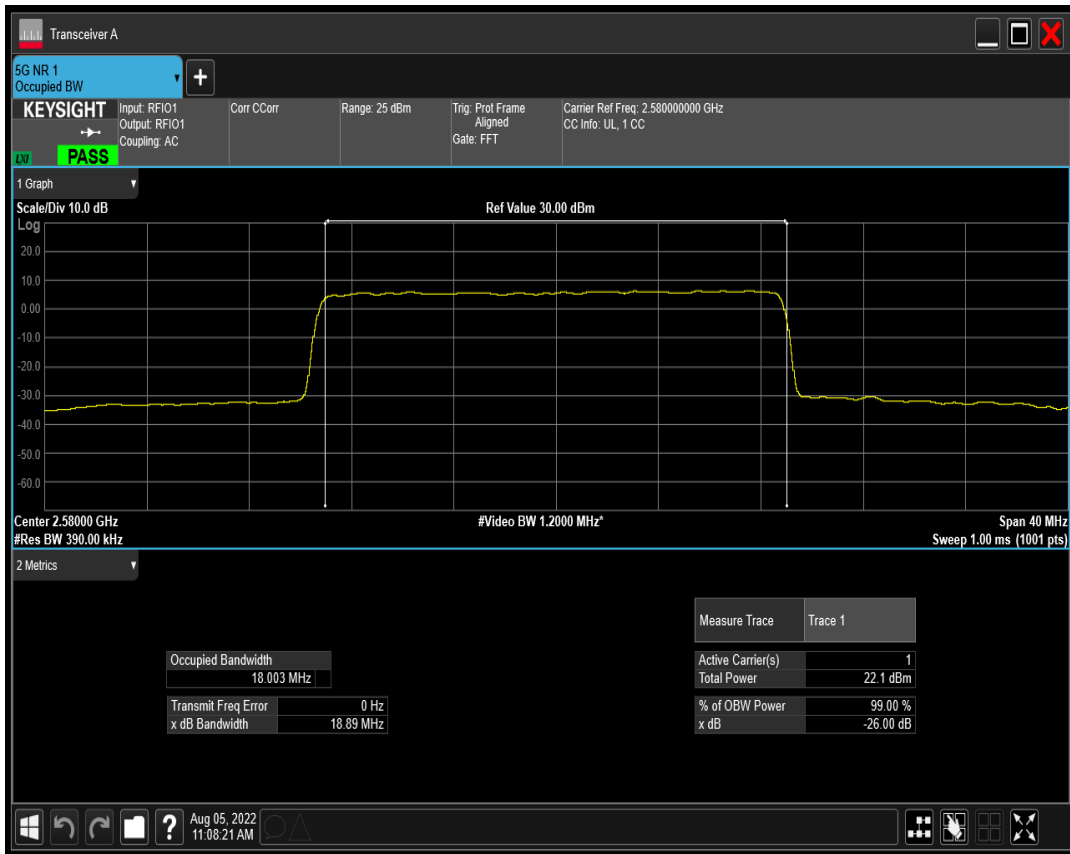 Transceiver A
5G NR 1
Occupied BW
+
KEYSIGHT
LXI
PASS
Input: RFIO1
Output: RFIO1
Coupling: AC
Corr CCorr
Range: 25 dBm
Trig: Prot Frame
Aligned
Gate: FFT
Carrier Ref Freq: 2.580000000 GHz
CC Info: UL, 1 CC
1 Graph
Scale/Div 10.0 dB
Ref Value 30.00 dBm
Log
20.0
10.0
0.00
-10.0
-20.0
-30.0
-40.0
-50.0
-60.0
Center 2.58000 GHz
#Video BW 1.2000 MHz*
Span 40 MHz
#Res BW 390.00 kHz
Sweep 1.00 ms (1001 pts)
2 Metrics
Measure Trace Trace 1
Occupied Bandwidth
18.003 MHz
Active Carrier(s) 1
Total Power 22.1 dBm
Transmit Freq Error 0 Hz
x dB Bandwidth 18.89 MHz
% of OBW Power 99.00 %
x dB -26.00 dB
?
Aug 05, 2022
11:08:21 AM